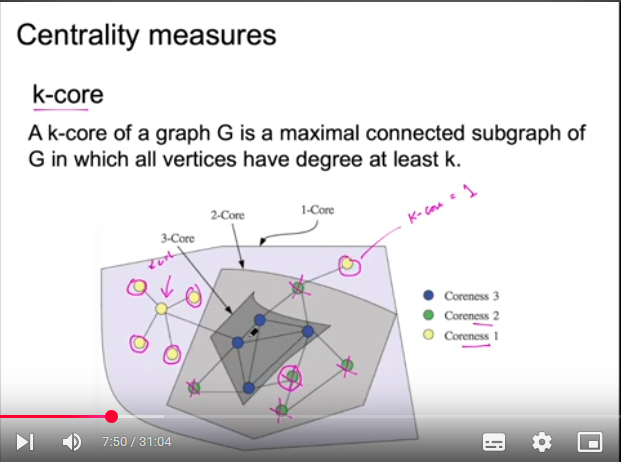 Centrality measures
k-core
A k-core of a graph G is a maximal connected subgraph of
G in which all vertices have degree at least k.
k-core = 1
1-Core
2-Core
3-Core
Coreness 3
Coreness 2
Coreness 1
7:50 / 31:04